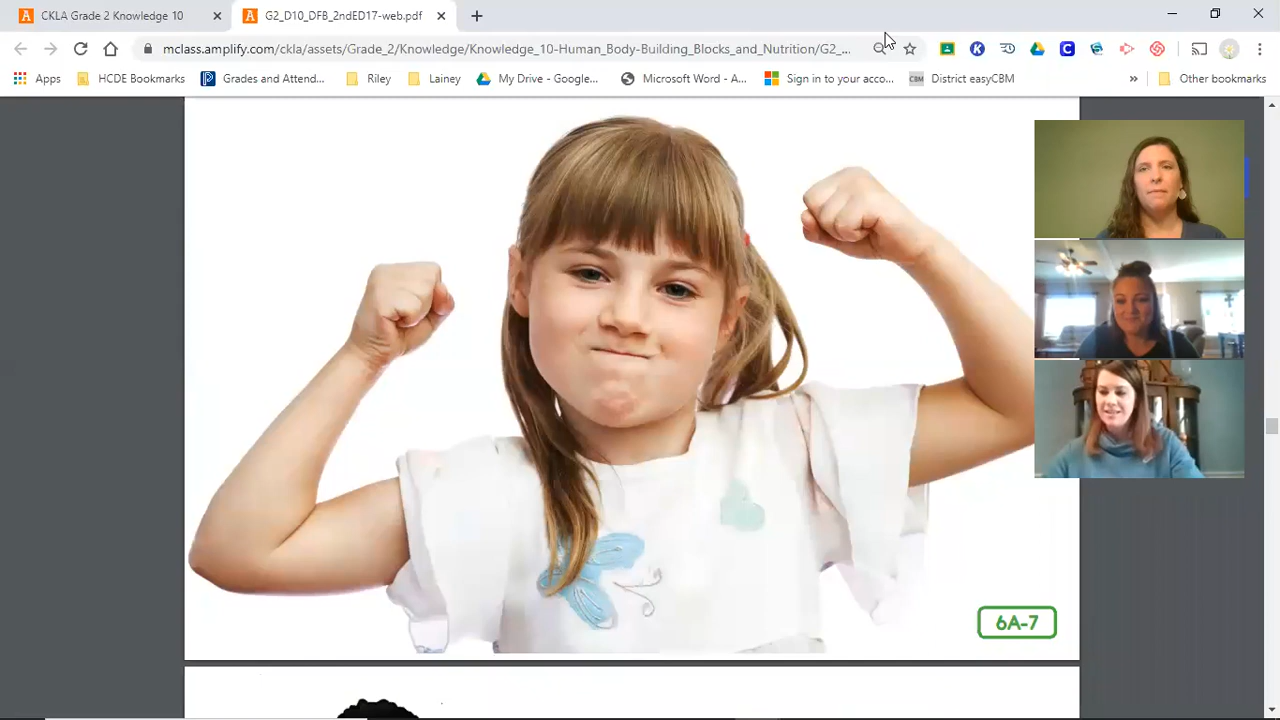 CKLA Grade 2 Knowledge 10
G2_D10_DFB_2ndED17-web.pdf
mclass.amplify.com/ckla/assets/Grade_2/Knowledge/Knowledge_10-Human_Body-Building_Blocks_and_Nutrition/G2_...
Apps HCDE Bookmarks Grades and Attend... Riley Lainey My Drive - Google... Microsoft Word - A... Sign in to your acco... CBM District easyCBM » Other bookmarks
6A-7